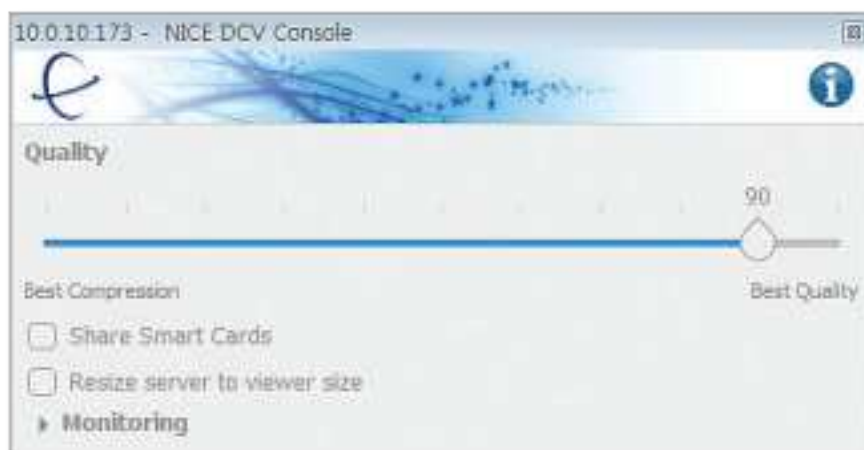 10.0.10.173 - NICE DCV Console
Quality
90
Best Compression Best Quality
Share Smart Cards
Resize server to viewer size
Monitoring